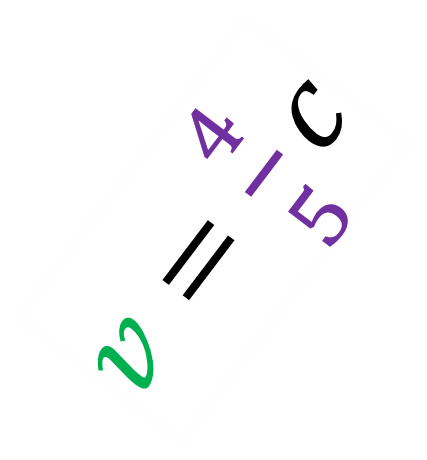 v = 4/5 c